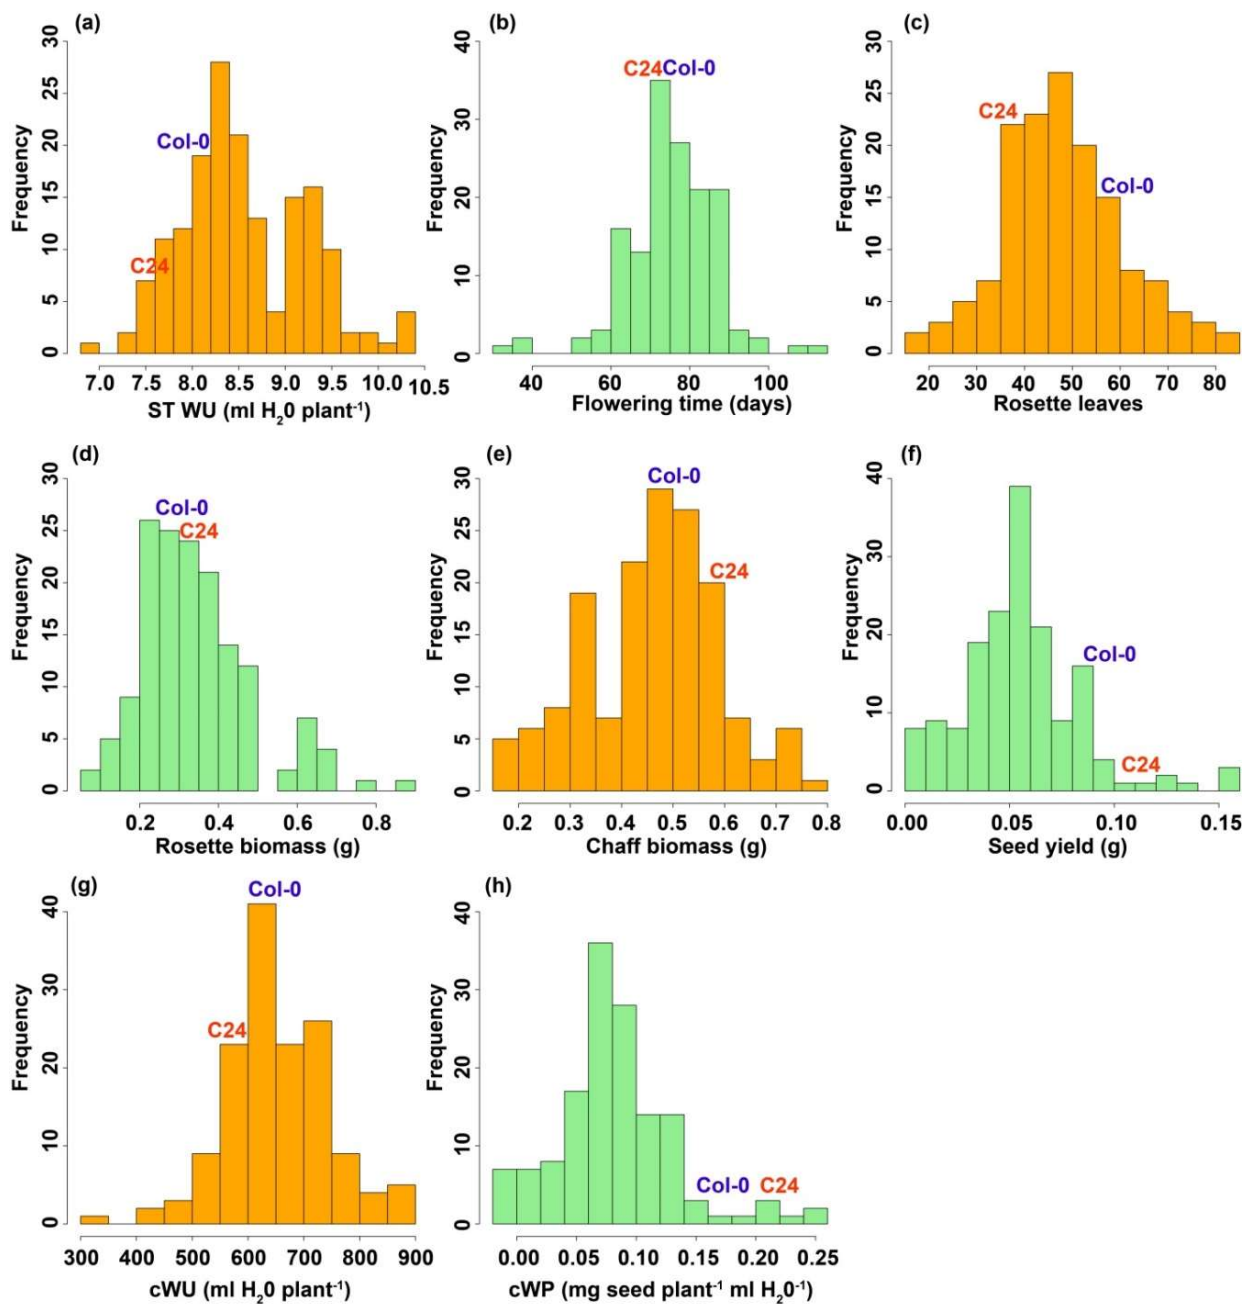 (a)
30
25
20
15
10
5
0
Frequency
Col-0
C24
7.0 7.5 8.0 8.5 9.0 9.5 10.0 10.5
ST WU (ml H₂0 plant⁻¹)
(b)
40
30
20
10
0
Frequency
C24 Col-0
40 60 80 100
Flowering time (days)
(c)
30
25
20
15
10
5
0
Frequency
C24
Col-0
20 30 40 50 60 70 80
Rosette leaves
(d)
30
25
20
15
10
5
0
Frequency
Col-0
C24
0.2 0.4 0.6 0.8
Rosette biomass (g)
(e)
30
25
20
15
10
5
0
Frequency
Col-0
C24
0.2 0.3 0.4 0.5 0.6 0.7 0.8
Chaff biomass (g)
(f)
40
30
20
10
0
Frequency
Col-0
C24
0.00 0.05 0.10 0.15
Seed yield (g)
(g)
40
30
20
10
0
Frequency
Col-0
C24
300 400 500 600 700 800 900
cWU (ml H₂0 plant⁻¹)
(h)
40
30
20
10
0
Frequency
Col-0 C24
0.00 0.05 0.10 0.15 0.20 0.25
cWP (mg seed plant⁻¹ ml H₂0⁻¹)